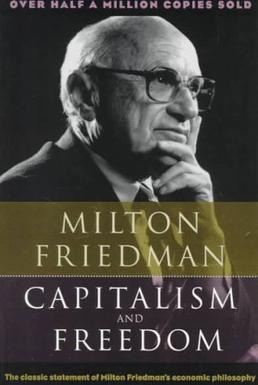 OVER HALF A MILLION COPIES SOLD
MILTON
FRIEDMAN
CAPITALISM
AND
FREEDOM
The classic statement of Milton Friedman's economic philosophy